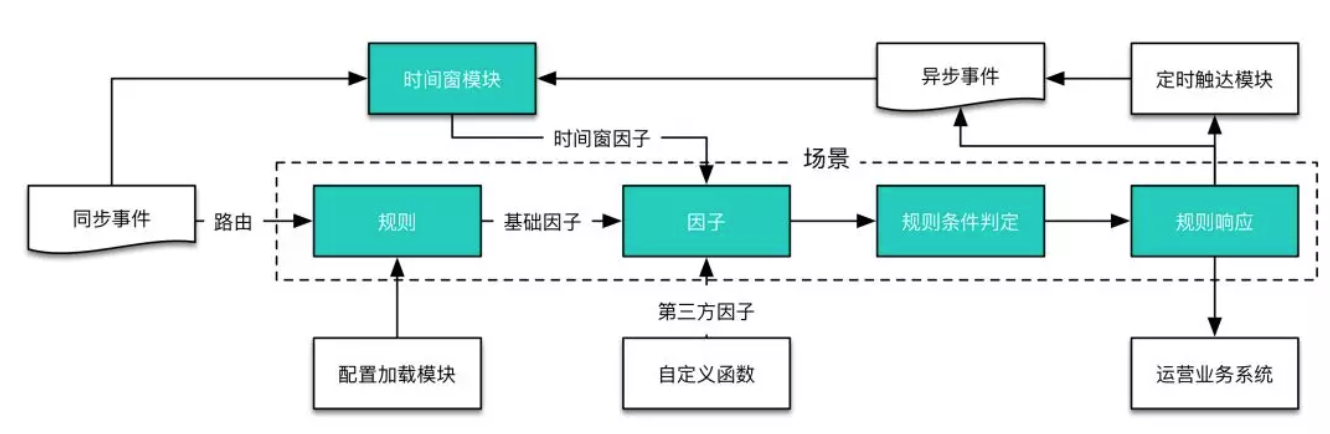 时间窗模块
异步事件
定时触达模块
时间窗因子
场景
同步事件
路由
规则
基础因子
因子
规则条件判定
规则响应
第三方因子
配置加载模块
自定义函数
运营业务系统